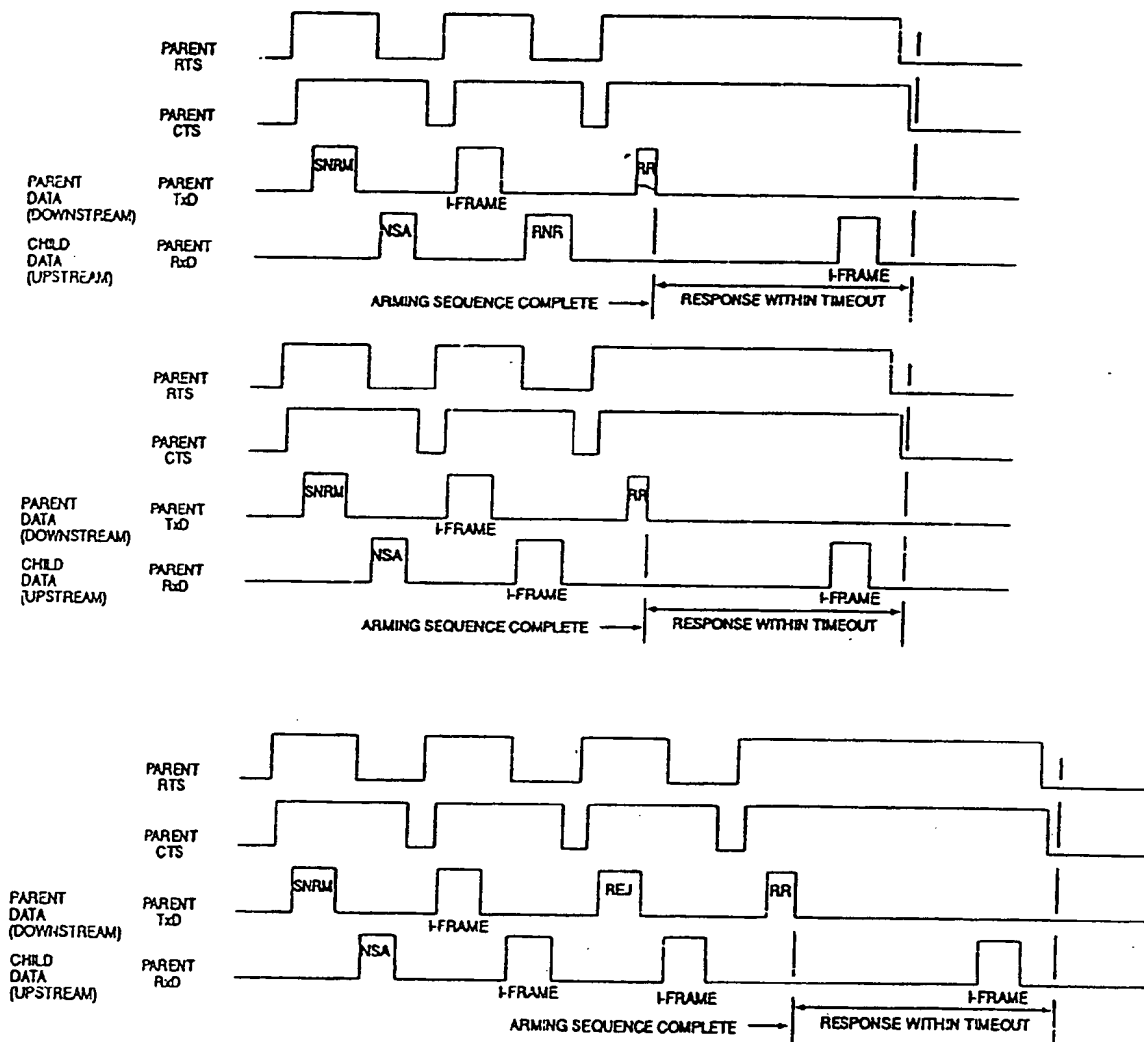 PARENT
RTS
PARENT
CTS
SNRM
RR
PARENT
DATA
(DOWNSTREAM)
PARENT
TxD
I-FRAME
NSA
RNR
CHILD
DATA
(UPSTREAM)
PARENT
RxD
I-FRAME
ARMING SEQUENCE COMPLETE
RESPONSE WITHIN TIMEOUT
PARENT
RTS
PARENT
CTS
SNRM
RR
PARENT
DATA
(DOWNSTREAM)
PARENT
TxD
I-FRAME
NSA
CHILD
DATA
(UPSTREAM)
PARENT
RxD
I-FRAME
I-FRAME
ARMING SEQUENCE COMPLETE
RESPONSE WITHIN TIMEOUT
PARENT
RTS
PARENT
CTS
SNRM
REJ
RR
PARENT
DATA
(DOWNSTREAM)
PARENT
TxD
I-FRAME
NSA
CHILD
DATA
(UPSTREAM)
PARENT
RxD
I-FRAME
I-FRAME
I-FRAME
ARMING SEQUENCE COMPLETE
RESPONSE WITHIN TIMEOUT